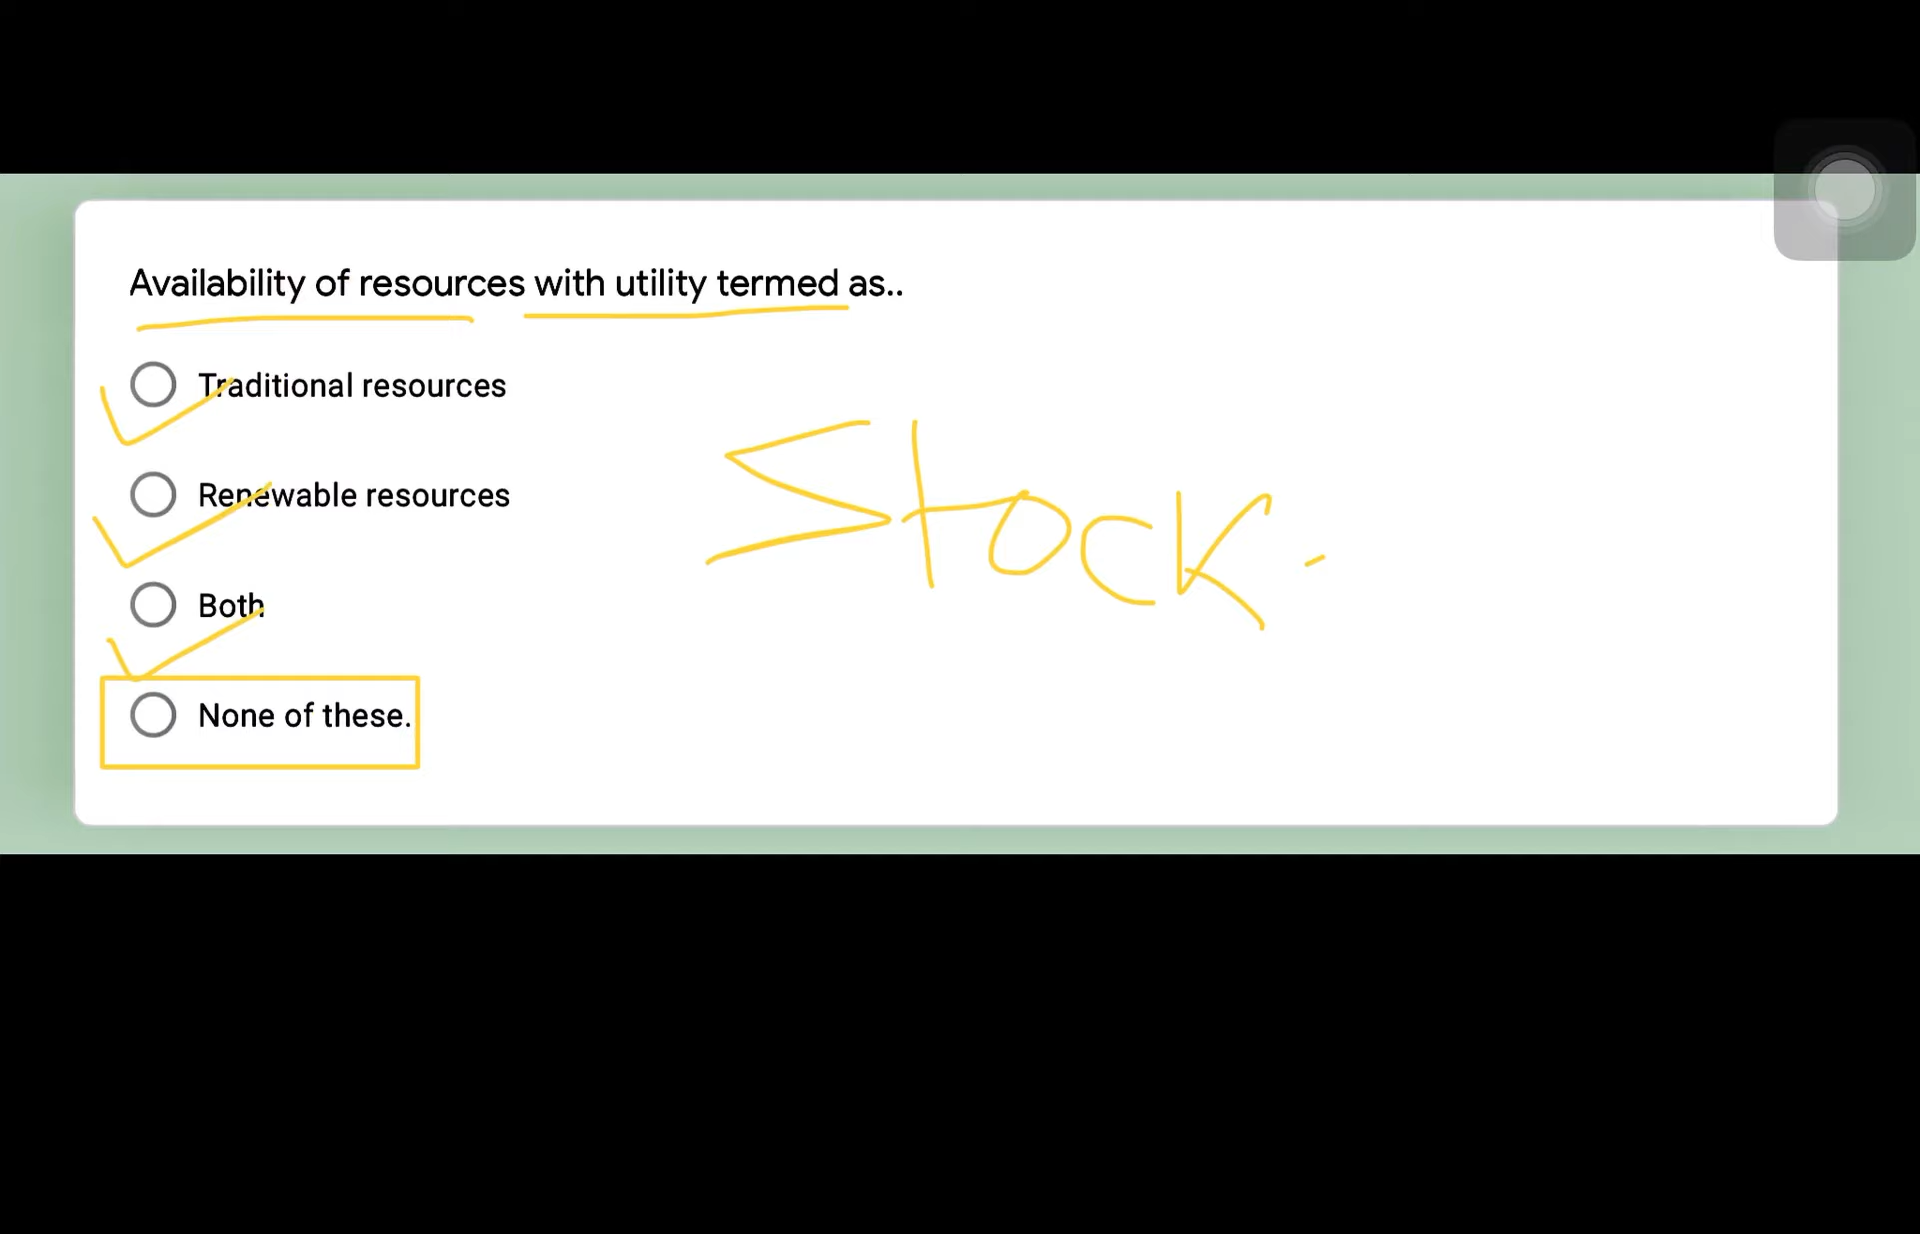 Availability of resources with utility termed as..
Traditional resources
Renewable resources
Both
None of these.
Stock